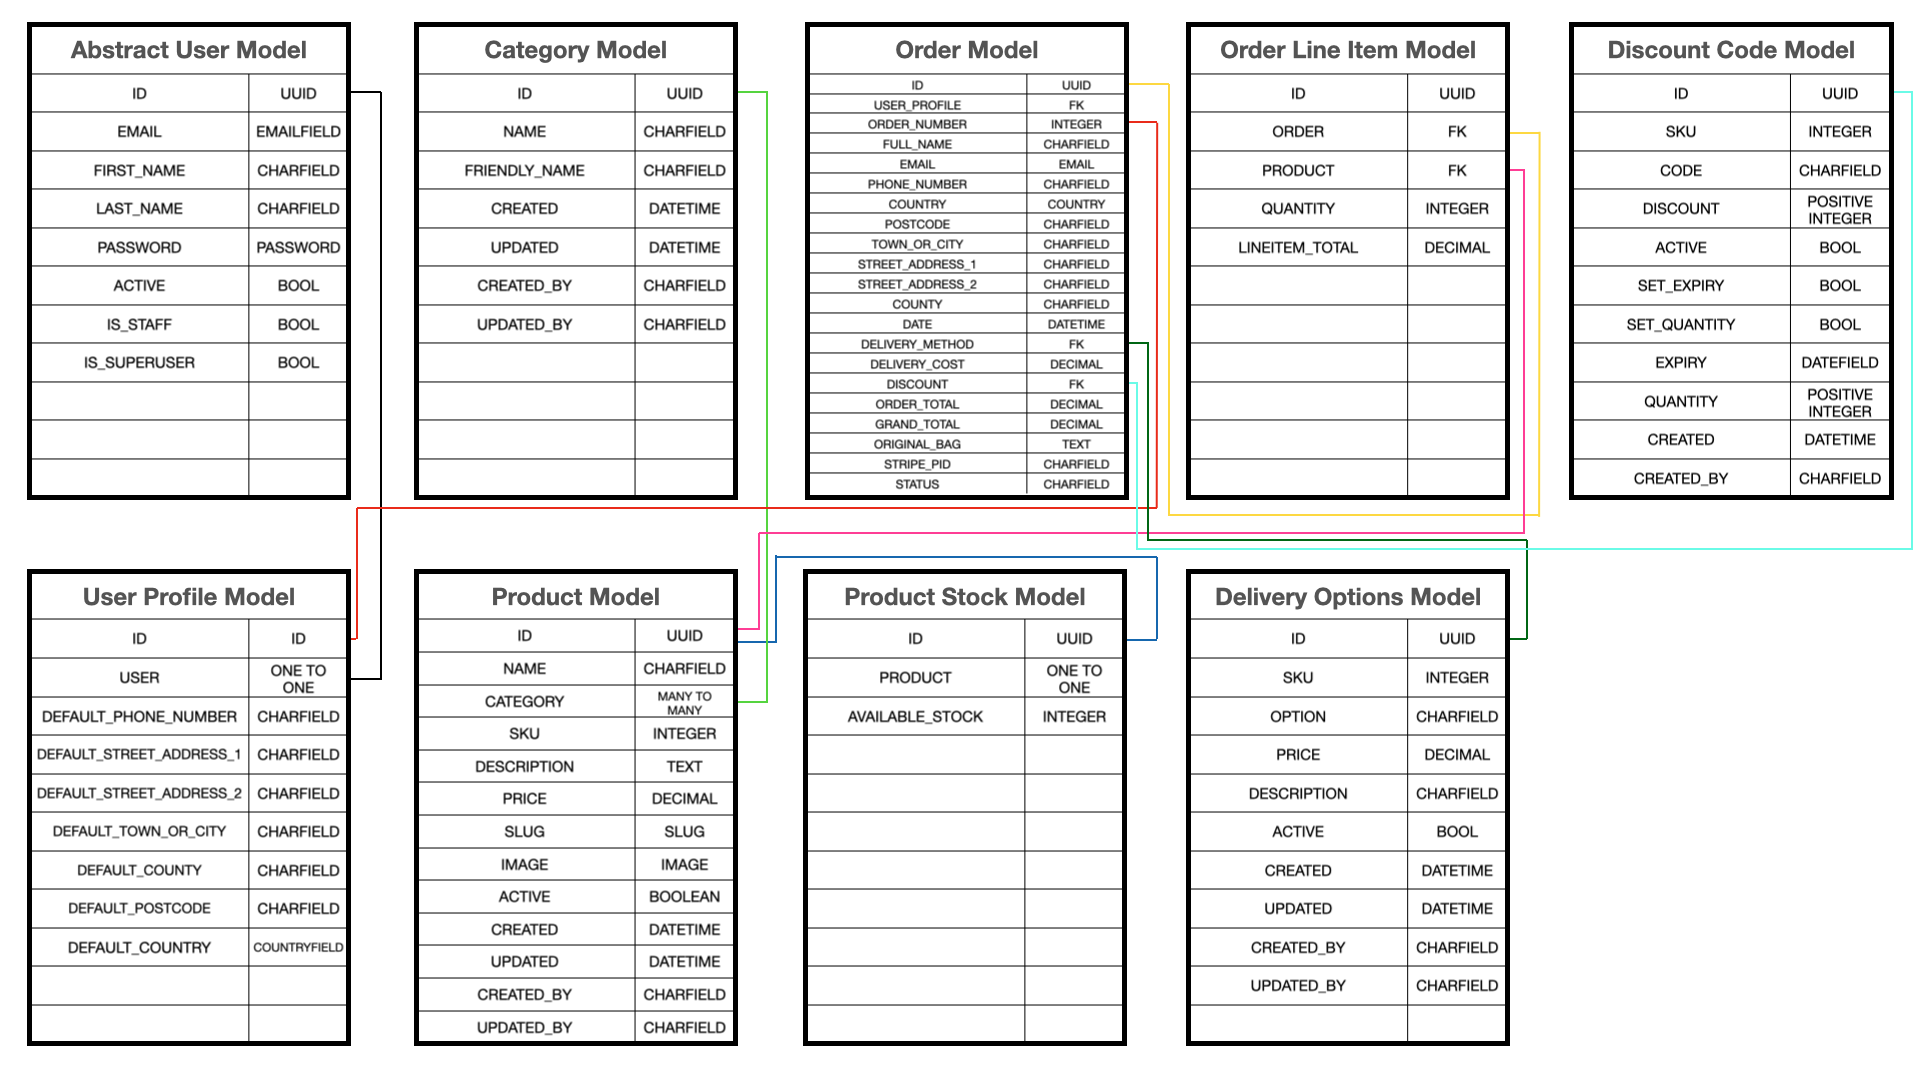 Abstract User Model
ID UUID
EMAIL EMAILFIELD
FIRST_NAME CHARFIELD
LAST_NAME CHARFIELD
PASSWORD PASSWORD
ACTIVE BOOL
IS_STAFF BOOL
IS_SUPERUSER BOOL
Category Model
ID UUID
NAME CHARFIELD
FRIENDLY_NAME CHARFIELD
CREATED DATETIME
UPDATED DATETIME
CREATED_BY CHARFIELD
UPDATED_BY CHARFIELD
Order Model
ID UUID
USER_PROFILE FK
ORDER_NUMBER INTEGER
FULL_NAME CHARFIELD
EMAIL EMAIL
PHONE_NUMBER CHARFIELD
COUNTRY COUNTRY
POSTCODE CHARFIELD
TOWN_OR_CITY CHARFIELD
STREET_ADDRESS_1 CHARFIELD
STREET_ADDRESS_2 CHARFIELD
COUNTY CHARFIELD
DATE DATETIME
DELIVERY_METHOD FK
DELIVERY_COST DECIMAL
DISCOUNT FK
ORDER_TOTAL DECIMAL
GRAND_TOTAL DECIMAL
ORIGINAL_BAG TEXT
STRIPE_PID CHARFIELD
STATUS CHARFIELD
Order Line Item Model
ID UUID
ORDER FK
PRODUCT FK
QUANTITY INTEGER
LINEITEM_TOTAL DECIMAL
Discount Code Model
ID UUID
SKU INTEGER
CODE CHARFIELD
DISCOUNT POSITIVE
INTEGER
ACTIVE BOOL
SET_EXPIRY BOOL
SET_QUANTITY BOOL
EXPIRY DATEFIELD
QUANTITY POSITIVE
INTEGER
CREATED DATETIME
CREATED_BY CHARFIELD
User Profile Model
ID ID
USER ONE TO
ONE
DEFAULT_PHONE_NUMBER CHARFIELD
DEFAULT_STREET_ADDRESS_1 CHARFIELD
DEFAULT_STREET_ADDRESS_2 CHARFIELD
DEFAULT_TOWN_OR_CITY CHARFIELD
DEFAULT_COUNTY CHARFIELD
DEFAULT_POSTCODE CHARFIELD
DEFAULT_COUNTRY COUNTRYFIELD
Product Model
ID UUID
NAME CHARFIELD
CATEGORY MANY TO
MANY
SKU INTEGER
DESCRIPTION TEXT
PRICE DECIMAL
SLUG SLUG
IMAGE IMAGE
ACTIVE BOOLEAN
CREATED DATETIME
UPDATED DATETIME
CREATED_BY CHARFIELD
UPDATED_BY CHARFIELD
Product Stock Model
ID UUID
PRODUCT ONE TO
ONE
AVAILABLE_STOCK INTEGER
Delivery Options Model
ID UUID
SKU INTEGER
OPTION CHARFIELD
PRICE DECIMAL
DESCRIPTION CHARFIELD
ACTIVE BOOL
CREATED DATETIME
UPDATED DATETIME
CREATED_BY CHARFIELD
UPDATED_BY CHARFIELD